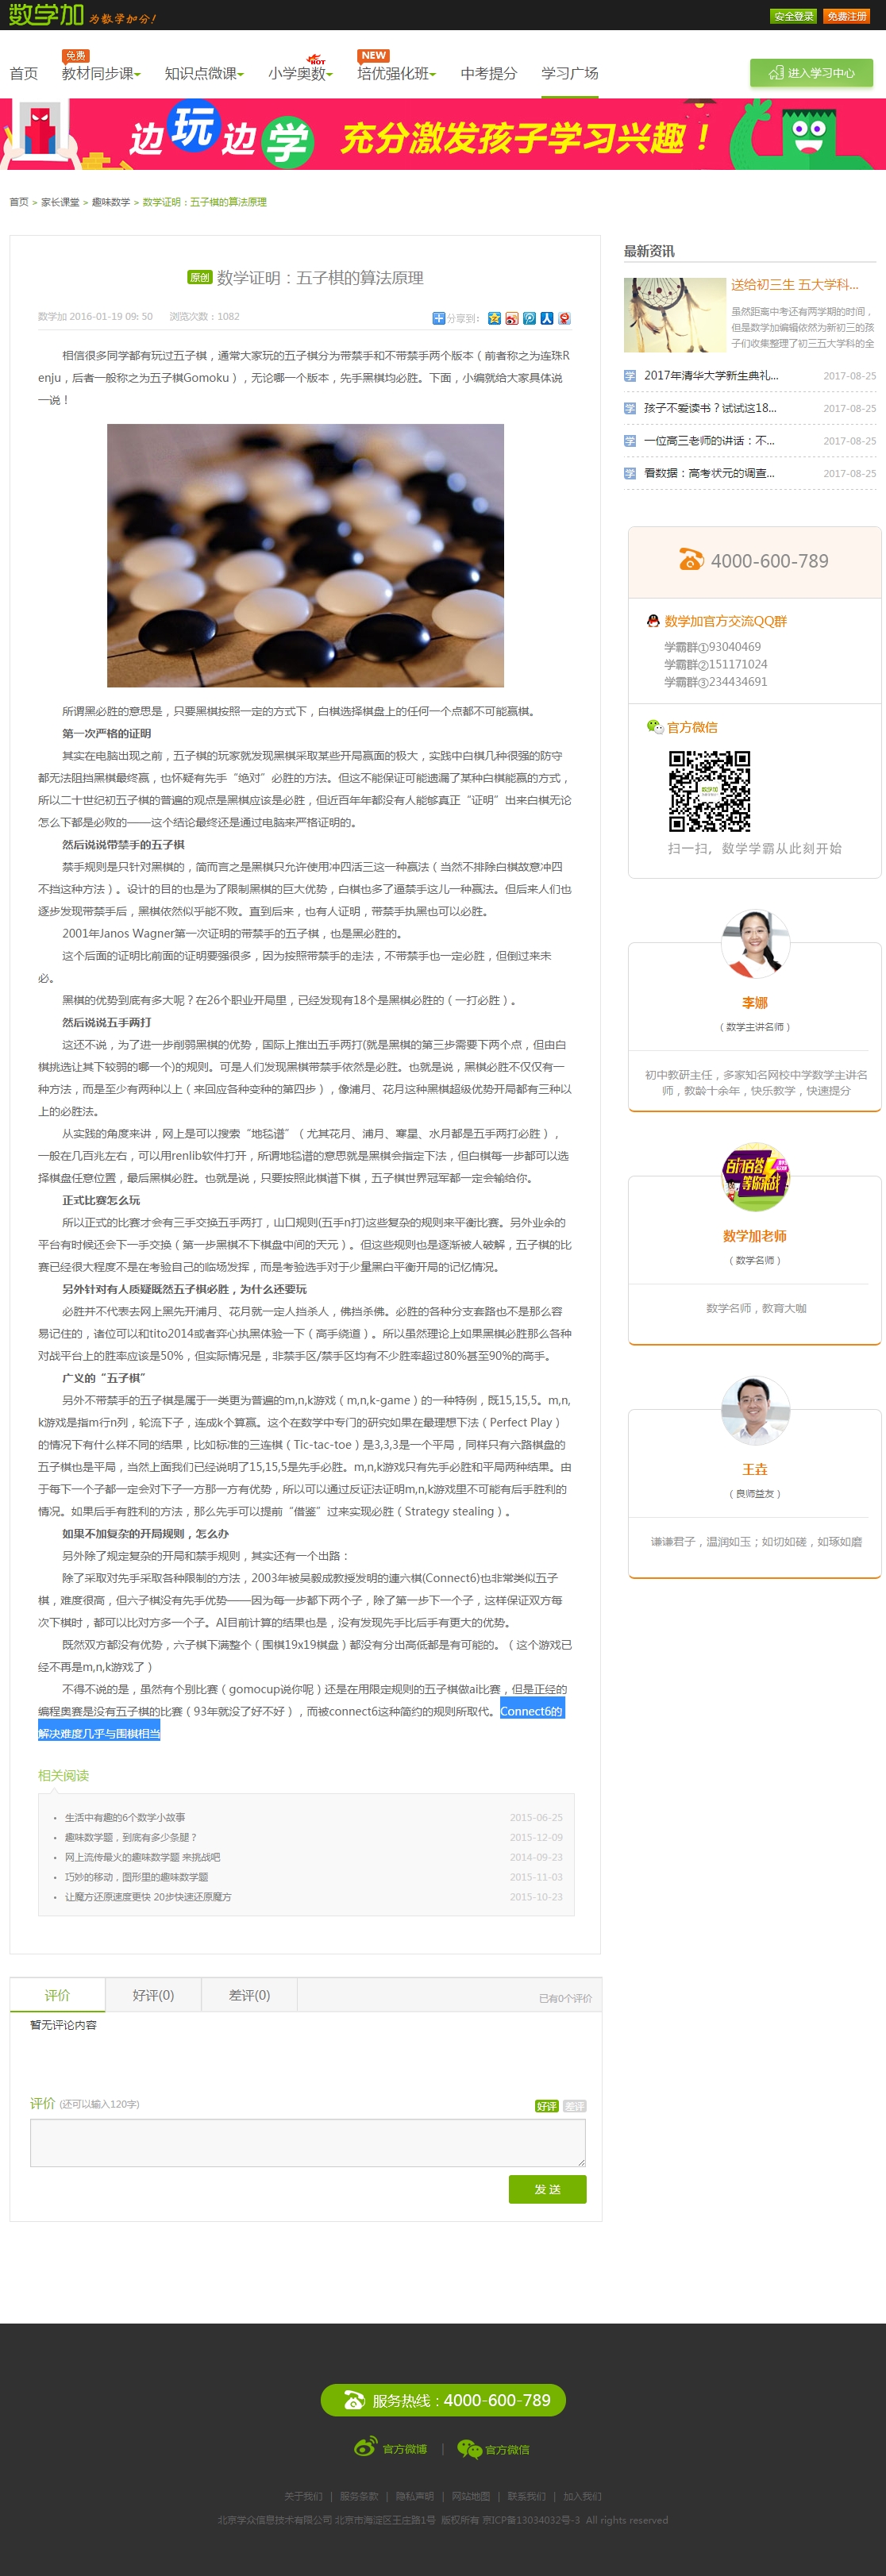 数学加 为数学加分!
安全登录 免费注册
免费 HOT NEW
首页 教材同步课 知识点微课 小学奥数 培优强化班 中考提分 学习广场 进入学习中心
边玩边学 充分激发孩子学习兴趣!
首页 > 家长课堂 > 趣味数学 > 数学证明:五子棋的算法原理
原创 数学证明:五子棋的算法原理
数学加 2016-01-19 09: 50 浏览次数:1082 分享到:
相信很多同学都有玩过五子棋,通常大家玩的五子棋分为带禁手和不带禁手两个版本(前者称之为连珠R
enju,后者一般称之为五子棋Gomoku),无论哪一个版本,先手黑棋均必胜。下面,小编就给大家具体说
一说!
所谓黑必胜的意思是,只要黑棋按照一定的方式下,白棋选择棋盘上的任何一个点都不可能赢棋。
第一次严格的证明
其实在电脑出现之前,五子棋的玩家就发现黑棋采取某些开局赢面的极大,实践中白棋几种很强的防守
都无法阻挡黑棋最终赢,也怀疑有先手“绝对”必胜的方法。但这不能保证可能遗漏了某种白棋能赢的方式,
所以二十世纪初五子棋的普遍的观点是黑棋应该是必胜,但近百年年都没有人能够真正“证明”出来白棋无论
怎么下都是必败的——这个结论最终还是通过电脑来严格证明的。
然后说说带禁手的五子棋
禁手规则是只针对黑棋的,简而言之是黑棋只允许使用冲四活三这一种赢法(当然不排除白棋故意冲四
不挡这种方法)。设计的目的也是为了限制黑棋的巨大优势,白棋也多了逼禁手这儿一种赢法。但后来人们也
逐步发现带禁手后,黑棋依然似乎能不败。直到后来,也有人证明,带禁手执黑也可以必胜。
2001年Janos Wagner第一次证明的带禁手的五子棋,也是黑必胜的。
这个后面的证明比前面的证明要强很多,因为按照带禁手的走法,不带禁手也一定必胜,但倒过来未
必。
黑棋的优势到底有多大呢?在26个职业开局里,已经发现有18个是黑棋必胜的(一打必胜)。
然后说说五手两打
这还不说,为了进一步削弱黑棋的优势,国际上推出五手两打(就是黑棋的第三步需要下两个点,但由白
棋挑选让其下较弱的哪一个)的规则。可是人们发现黑棋带禁手依然是必胜。也就是说,黑棋必胜不仅仅有一
种方法,而是至少有两种以上(来回应各种变种的第四步),像浦月、花月这种黑棋超级优势开局都有三种以
上的必胜法。
从实践的角度来讲,网上是可以搜索“地毯谱”(尤其花月、浦月、寒星、水月都是五手两打必胜),
一般在几百兆左右,可以用renlib软件打开,所谓地毯谱的意思就是黑棋会指定下法,但白棋每一步都可以选
择棋盘任意位置,最后黑棋必胜。也就是说,只要按照此棋谱下棋,五子棋世界冠军都一定会输给你。
正式比赛怎么玩
所以正式的比赛才会有三手交换五手两打,山口规则(五手n打)这些复杂的规则来平衡比赛。另外业余的
平台有时候还会下一手交换(第一步黑棋不下棋盘中间的天元)。但这些规则也是逐渐被人破解,五子棋的比
赛已经很大程度不是在考验自己的临场发挥,而是考验选手对于少量黑白平衡开局的记忆情况。
另外针对有人质疑既然五子棋必胜,为什么还要玩
必胜并不代表去网上黑先开浦月、花月就一定人挡杀人,佛挡杀佛。必胜的各种分支套路也不是那么容
易记住的,诸位可以和tito2014或者弈心执黑体验一下(高手绕道)。所以虽然理论上如果黑棋必胜那么各种
对战平台上的胜率应该是50%,但实际情况是,非禁手区/禁手区均有不少胜率超过80%甚至90%的高手。
广义的“五子棋”
另外不带禁手的五子棋是属于一类更为普遍的m,n,k游戏(m,n,k-game)的一种特例,既15,15,5。m,n,
k游戏是指m行n列,轮流下子,连成k个算赢。这个在数学中专门的研究如果在最理想下法(Perfect Play)
的情况下有什么样不同的结果,比如标准的三连棋(Tic-tac-toe)是3,3,3是一个平局,同样只有六路棋盘的
五子棋也是平局,当然上面我们已经说明了15,15,5是先手必胜。m,n,k游戏只有先手必胜和平局两种结果。由
于每下一个子都一定会对下子一方那一方有优势,所以可以通过反证法证明m,n,k游戏里不可能有后手胜利的
情况。如果后手有胜利的方法,那么先手可以提前“借鉴”过来实现必胜(Strategy stealing)。
如果不加复杂的开局规则,怎么办
另外除了规定复杂的开局和禁手规则,其实还有一个出路:
除了采取对先手采取各种限制的方法,2003年被吴毅成教授发明的連六棋(Connect6)也非常类似五子
棋,难度很高,但六子棋没有先手优势——因为每一步都下两个子,除了第一步下一个子,这样保证双方每
次下棋时,都可以比对方多一个子。AI目前计算的结果也是,没有发现先手比后手有更大的优势。
既然双方都没有优势,六子棋下满整个(围棋19x19棋盘)都没有分出高低都是有可能的。(这个游戏已
经不再是m,n,k游戏了)
不得不说的是,虽然有个别比赛(gomocup说你呢)还是在用限定规则的五子棋做ai比赛,但是正经的
编程奥赛是没有五子棋的比赛(93年就没了好不好),而被connect6这种简约的规则所取代。Connect6的
解决难度几乎与围棋相当
相关阅读
生活中有趣的6个数学小故事 2015-06-25
趣味数学题,到底有多少条腿? 2015-12-09
网上流传最火的趣味数学题 来挑战吧 2014-09-23
巧妙的移动,图形里的趣味数学题 2015-11-03
让魔方还原速度更快 20步快速还原魔方 2015-10-23
评价 好评(0) 差评(0) 已有0个评价
暂无评论内容
评价 (还可以输入120字) 好评 差评
发 送
最新资讯
送给初三生 五大学科...
虽然距离中考还有两学期的时间,
但是数学加编辑依然为新初三的孩
子们收集整理了初三五大学科的全
学 2017年清华大学新生典礼... 2017-08-25
学 孩子不爱读书?试试这18... 2017-08-25
学 一位高三老师的讲话:不... 2017-08-25
学 看数据:高考状元的调查... 2017-08-25
4000-600-789
数学加官方交流QQ群
学霸群①93040469
学霸群②151171024
学霸群③234434691
官方微信
数学加
扫一扫,数学学霸从此刻开始
李娜
(数学主讲名师)
初中教研主任,多家知名网校中学数学主讲名
师,教龄十余年,快乐教学,快速提分
百门百效
等你来战
数学加老师
(数学名师)
数学名师,教育大咖
王垚
(良师益友)
谦谦君子,温润如玉;如切如磋,如琢如磨
服务热线:4000-600-789
官方微博 | 官方微信
关于我们 | 服务条款 | 隐私声明 | 网站地图 | 联系我们 | 加入我们
北京学众信息技术有限公司 北京市海淀区王庄路1号 版权所有 京ICP备13034032号-3 All rights reserved